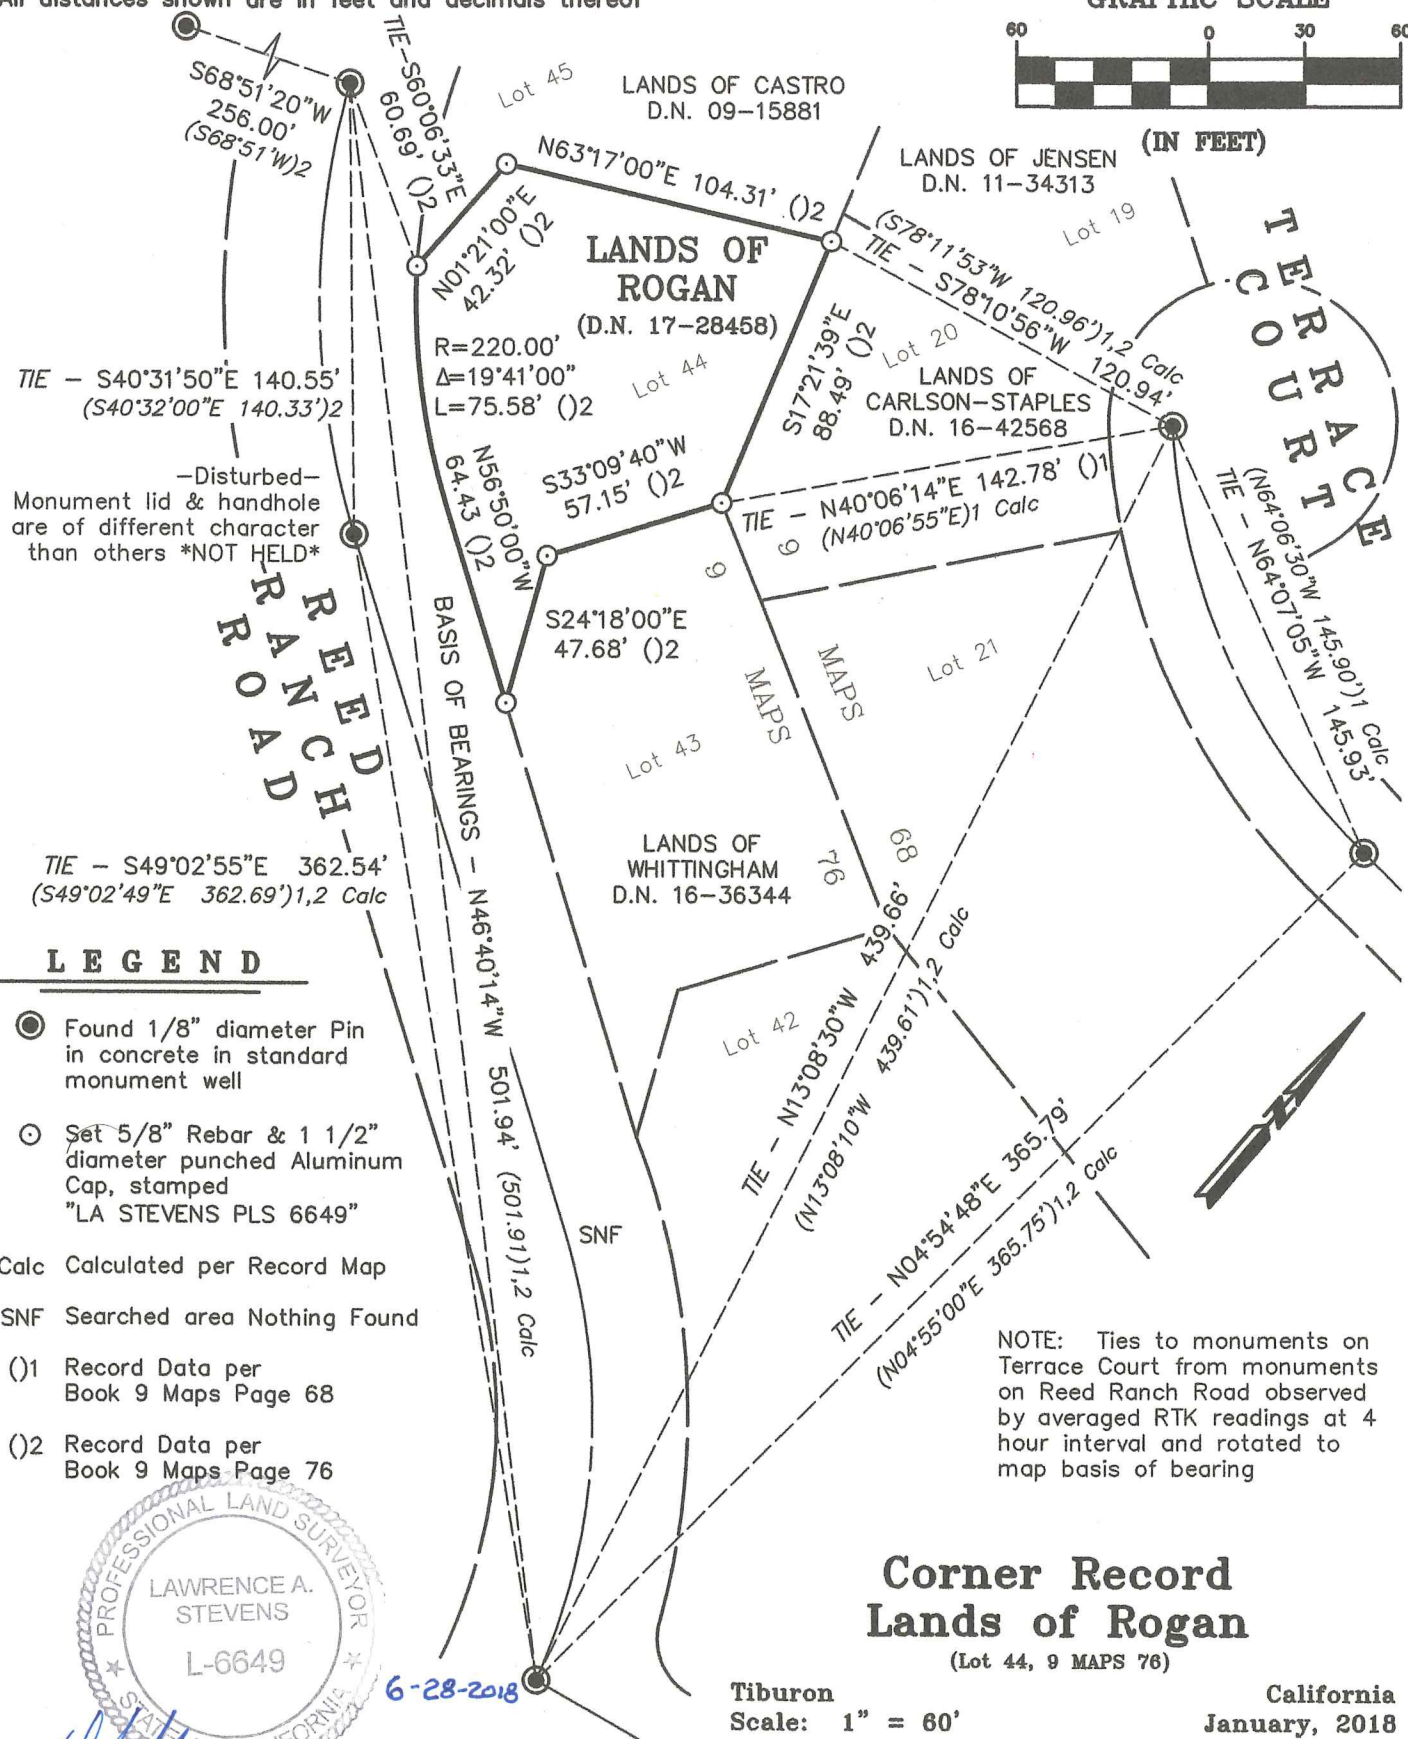 All distances shown are in feet and decimals thereof
GRAPHIC SCALE
60 0 30 60
(IN FEET)
S68°51'20"W
256.00'
(S68°51'W)2
TIE-S60°06'33"E
60.69' ()2
Lot 45
LANDS OF CASTRO
D.N. 09-15881
N63°17'00"E 104.31' ()2
LANDS OF JENSEN
D.N. 11-34313
Lot 19
N01°21'00"E
42.32' ()2
LANDS OF
ROGAN
(D.N. 17-28458)
(S78°11'53"W 120.96')1,2 Calc
TIE - S78°10'56"W 120.94'
TERRACE
COURT
R=220.00'
Δ=19°41'00"
L=75.58' ()2
Lot 44
S17°21'39"E
88.49' ()2
Lot 20
LANDS OF
CARLSON-STAPLES
D.N. 16-42568
TIE - S40°31'50"E 140.55'
(S40°32'00"E 140.33')2
-Disturbed-
Monument lid & handhole
are of different character
than others *NOT HELD*
N56°50'00"W
64.43 ()2
S33°09'40"W
57.15' ()2
TIE - N40°06'14"E 142.78' ()1
(N40°06'55"E)1 Calc
(N64°06'30"W 145.90')1 Calc
TIE - N64°07'05"W 145.93'
S24°18'00"E
47.68' ()2
REED
RANCH
ROAD
BASIS OF BEARINGS - N46°40'14"W 501.94' (501.91)1,2 Calc
9 9
MAPS MAPS
76 68
Lot 21
Lot 43
LANDS OF
WHITTINGHAM
D.N. 16-36344
TIE - S49°02'55"E 362.54'
(S49°02'49"E 362.69')1,2 Calc
Lot 42
TIE - N13°08'30"W 439.66'
(N13°08'10"W 439.61')1,2 Calc
TIE - N04°54'48"E 365.79'
(N04°55'00"E 365.75')1,2 Calc
SNF
LEGEND
Found 1/8" diameter Pin
in concrete in standard
monument well
Set 5/8" Rebar & 1 1/2"
diameter punched Aluminum
Cap, stamped
"LA STEVENS PLS 6649"
Calc Calculated per Record Map
SNF Searched area Nothing Found
()1 Record Data per
Book 9 Maps Page 68
()2 Record Data per
Book 9 Maps Page 76
N
NOTE: Ties to monuments on
Terrace Court from monuments
on Reed Ranch Road observed
by averaged RTK readings at 4
hour interval and rotated to
map basis of bearing
PROFESSIONAL LAND SURVEYOR
LAWRENCE A.
STEVENS
L-6649
6-28-2018
Corner Record
Lands of Rogan
(Lot 44, 9 MAPS 76)
Tiburon California
Scale: 1" = 60' January, 2018